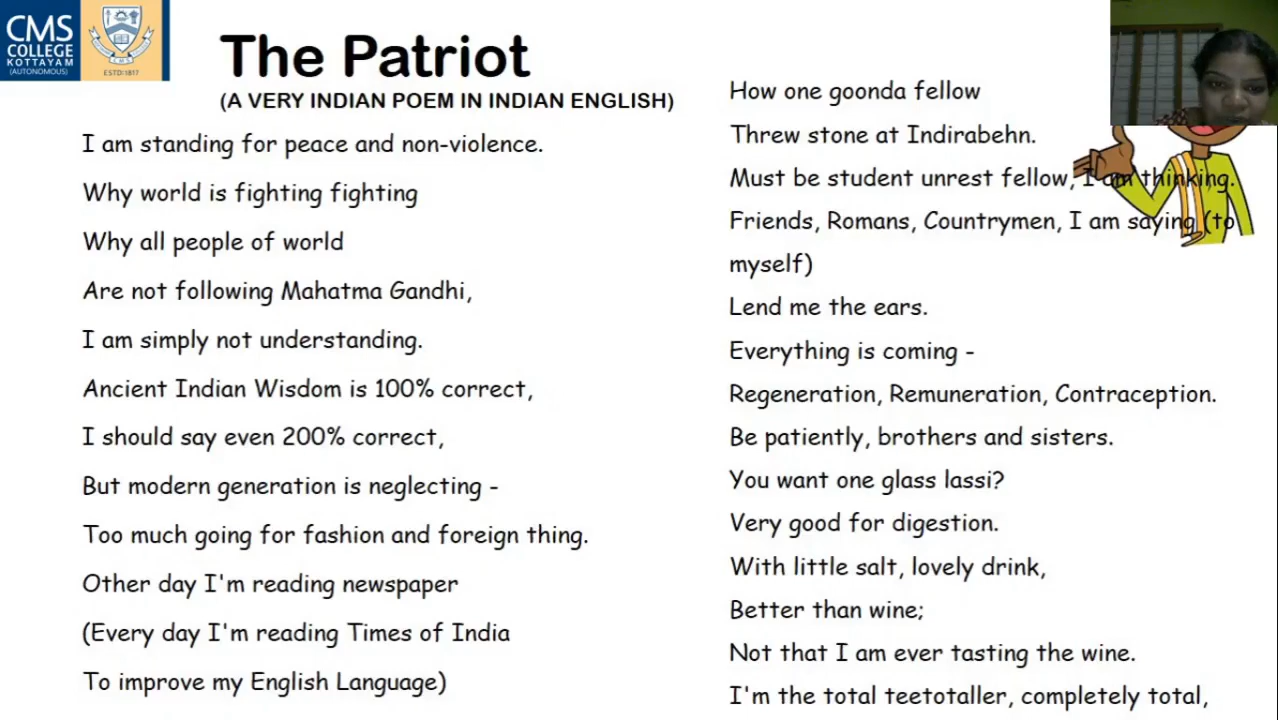 CMS
COLLEGE
KOTTAYAM
(AUTONOMOUS)
ESTD:1817
The Patriot
(A VERY INDIAN POEM IN INDIAN ENGLISH)
I am standing for peace and non-violence.
Why world is fighting fighting
Why all people of world
Are not following Mahatma Gandhi,
I am simply not understanding.
Ancient Indian Wisdom is 100% correct,
I should say even 200% correct,
But modern generation is neglecting -
Too much going for fashion and foreign thing.
Other day I'm reading newspaper
(Every day I'm reading Times of India
To improve my English Language)
How one goonda fellow
Threw stone at Indirabehn.
Must be student unrest fellow, I am thinking.
Friends, Romans, Countrymen, I am saying (to
myself)
Lend me the ears.
Everything is coming -
Regeneration, Remuneration, Contraception.
Be patiently, brothers and sisters.
You want one glass lassi?
Very good for digestion.
With little salt, lovely drink,
Better than wine;
Not that I am ever tasting the wine.
I'm the total teetotaller, completely total,